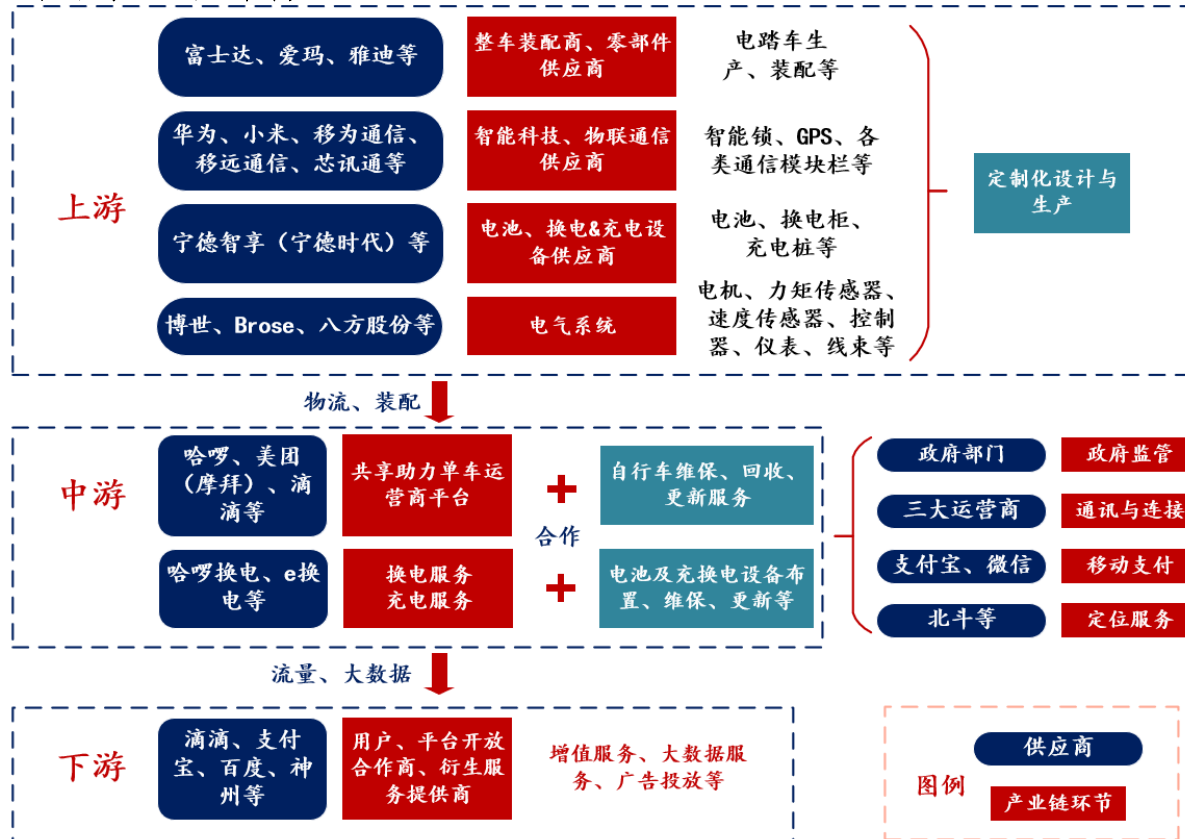 上游
富士达、爱玛、雅迪等
整车装配商、零部件
供应商
电踏车生
产、装配等
华为、小米、移为通信、
移远通信、芯讯通等
智能科技、物联通信
供应商
智能锁、GPS、各
类通信模块栏等
宁德智享（宁德时代）等
电池、换电&充电设
备供应商
电池、换电柜、
充电桩等
博世、Brose、八方股份等
电气系统
电机、力矩传感器、
速度传感器、控制
器、仪表、线束等
定制化设计与
生产
物流、装配
中游
哈啰、美团
（摩拜）、滴
滴等
共享助力单车运
营商平台
+
自行车维保、回收、
更新服务
合作
哈啰换电、e换
电等
换电服务
充电服务
+
电池及充换电设备布
置、维保、更新等
政府部门
政府监管
三大运营商
通讯与连接
支付宝、微信
移动支付
北斗等
定位服务
流量、大数据
下游
滴滴、支付
宝、百度、神
州等
用户、平台开放
合作商、衍生服
务提供商
增值服务、大数据服
务、广告投放等
图例
供应商
产业链环节